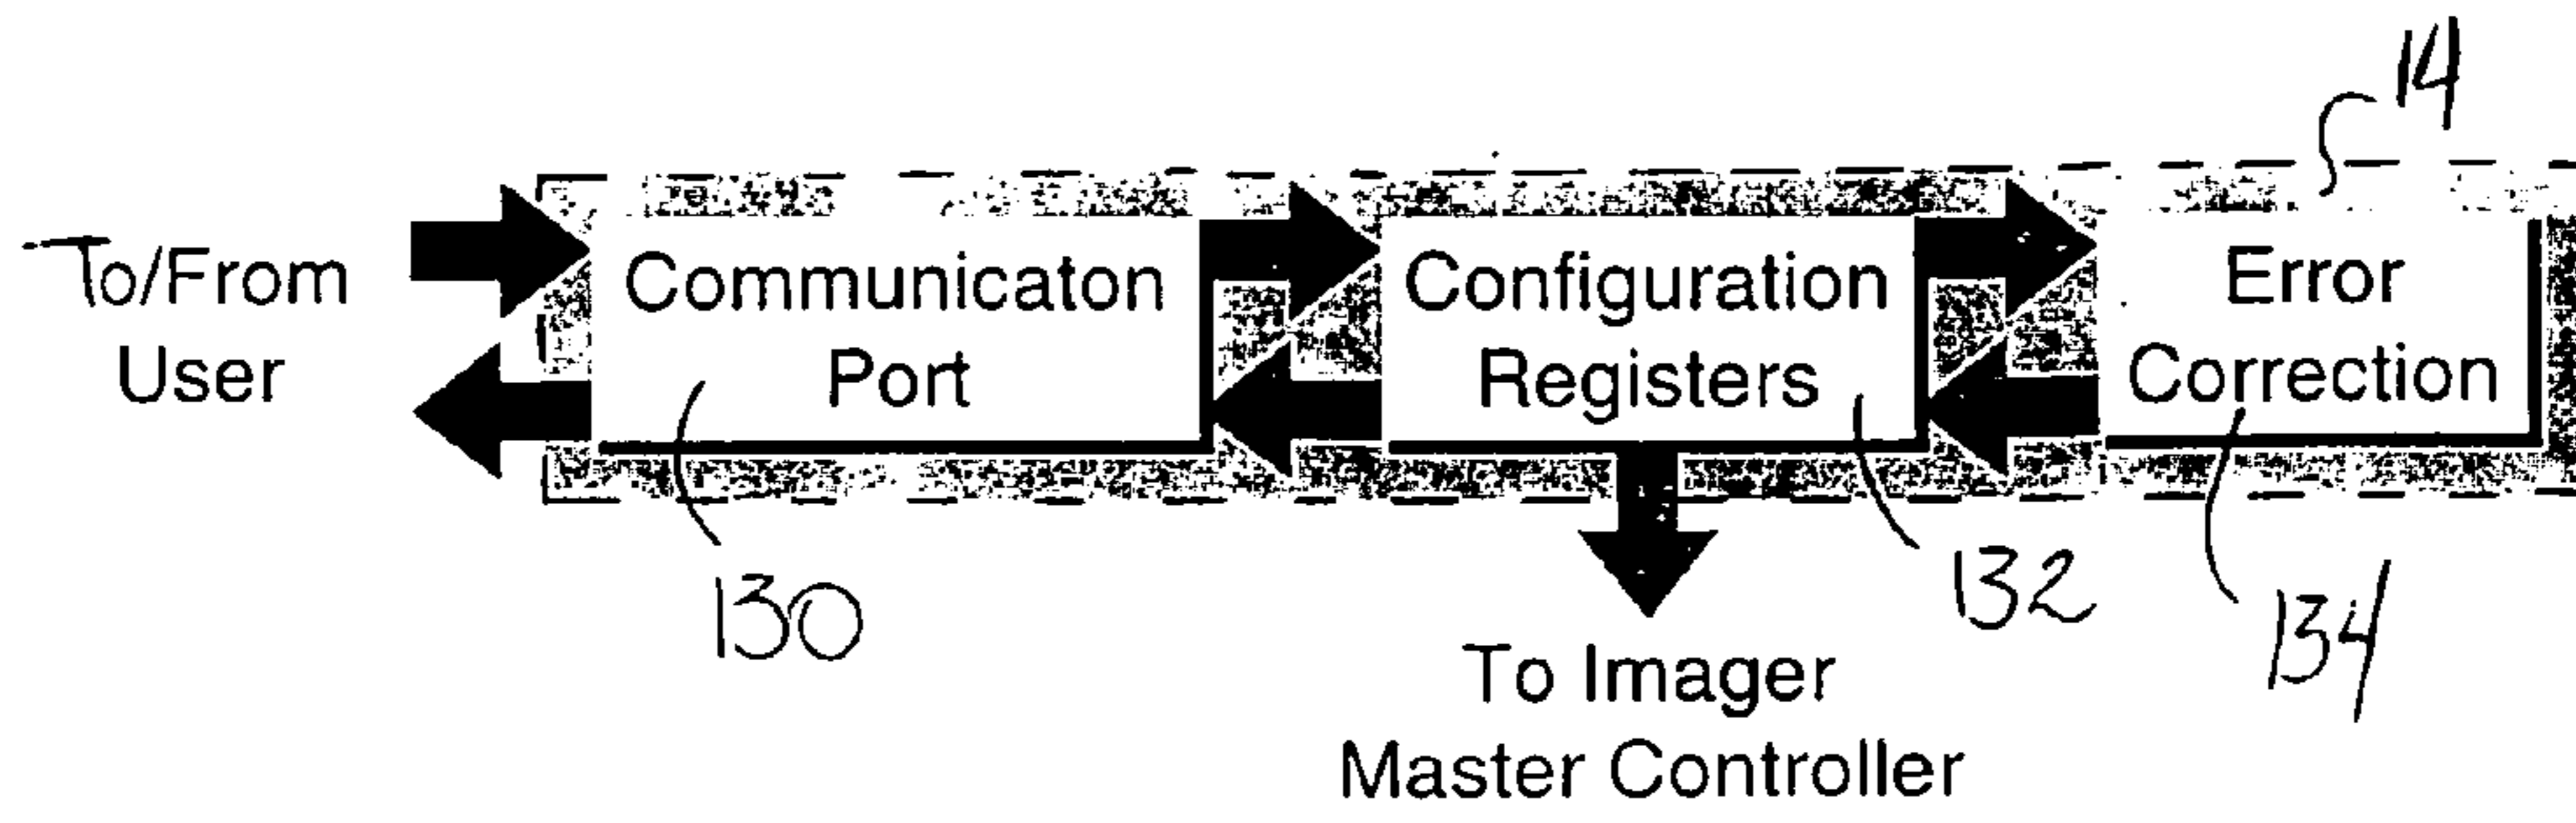 14
To/From
User
Communicaton
Port
Configuration
Registers
Error
Correction
130
132
134
To Imager
Master Controller